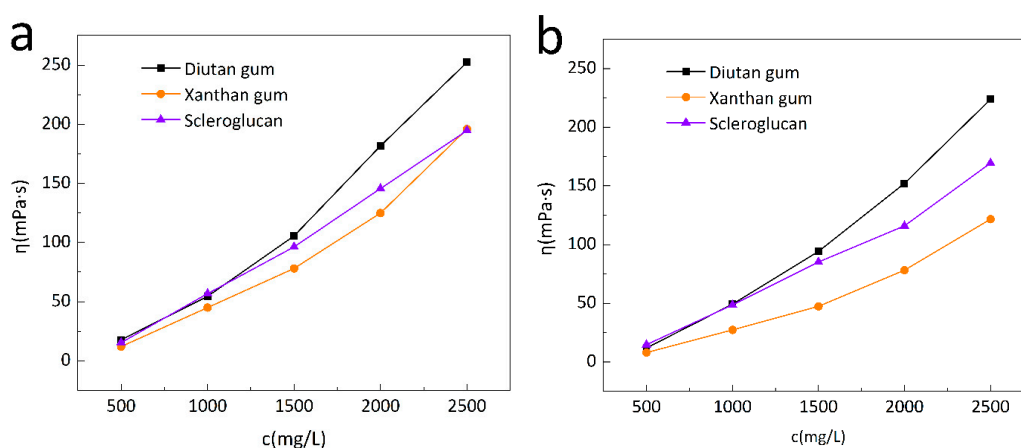 a
Diutan gum
Xanthan gum
Scleroglucan
250
200
150
100
50
0
η(mPa·s)
500 1000 1500 2000 2500
c(mg/L)
b
Diutan gum
Xanthan gum
Scleroglucan
250
200
150
100
50
0
η(mPa·s)
500 1000 1500 2000 2500
c(mg/L)